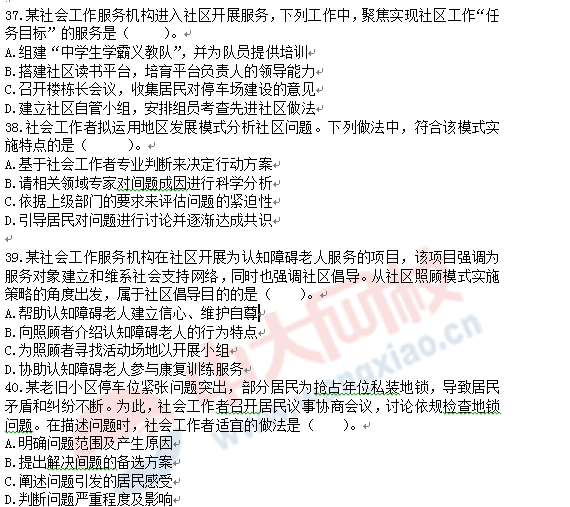 37.某社会工作服务机构进入社区开展服务，下列工作中，聚焦实现社区工作“任
务目标”的服务是（　　）。
A.组建“中学生学霸义教队”，并为队员提供培训
B.搭建社区读书平台，培育平台负责人的领导能力
C.召开楼栋长会议，收集居民对停车场建设的意见
D.建立社区自管小组，安排组员考查先进社区做法
38.社会工作者拟运用地区发展模式分析社区问题。下列做法中，符合该模式实
施特点的是（　　）。
A.基于社会工作者专业判断来决定行动方案
B.请相关领域专家对间题成因进行科学分析
C.依据上级部门的要求来评估问题的紧迫性
D.引导居民对问题进行讨论并逐渐达成共识
39.某社会工作服务机构在社区开展为认知障碍老人服务的项目，该项目强调为
服务对象建立和维系社会支持网络，同时也强调社区倡导。从社区照顾模式实施
策略的角度出发，属于社区倡导目的的是（　　）。
A.帮助认知障碍老人建立信心、维护自尊
B.向照顾者介绍认知障碍老人的行为特点
C.为照顾者寻找活动场地以开展小组
D.协助认知障碍老人参与康复训练服务
40.某老旧小区停车位紧张问题突出，部分居民为抢占年位私装地锁，导致居民
矛盾和纠纷不断。为此，社会工作者召开居民议事协商会议，讨论依规检查地锁
问题。在描述问题时，社会工作者适宜的做法是（　　）。
A.明确问题范围及产生原因
B.提出解决间题的备选方案
C.阐述问题引发的居民感受
D.判断问题严重程度及影响